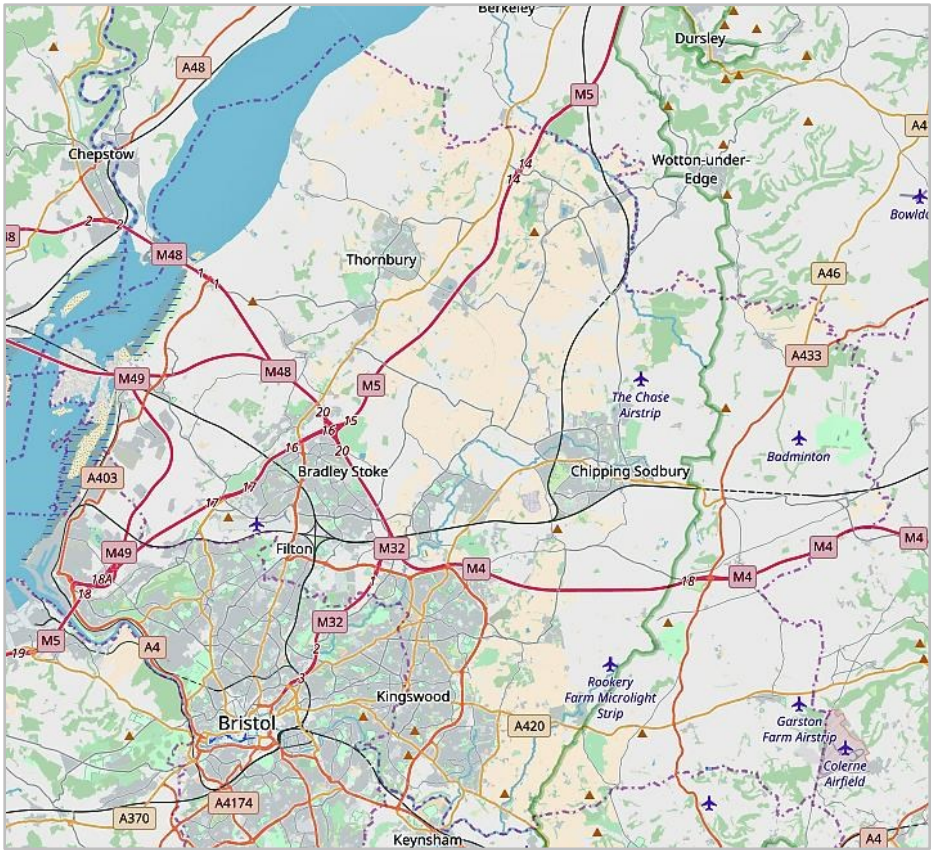 Berkeley
Dursley
A48
M5
A4
Chepstow
14
14
Wotton-under-
Edge
Bowldo
2
2
48
M48
Thornbury
1
1
A46
A433
M49
M48
M5
The Chase
Airstrip
20
15
16
16
20
Badminton
Bradley Stoke
Chipping Sodbury
A403
17
17
M49
Filton
M32
M4
M4
M4
M4
18A
18
18
1
M5
19
A4
M32
2
3
Rookery
Farm Microlight
Strip
Kingswood
Bristol
A420
Garston
Farm Airstrip
Colerne
Airfield
A4174
A370
Keynsham
A4